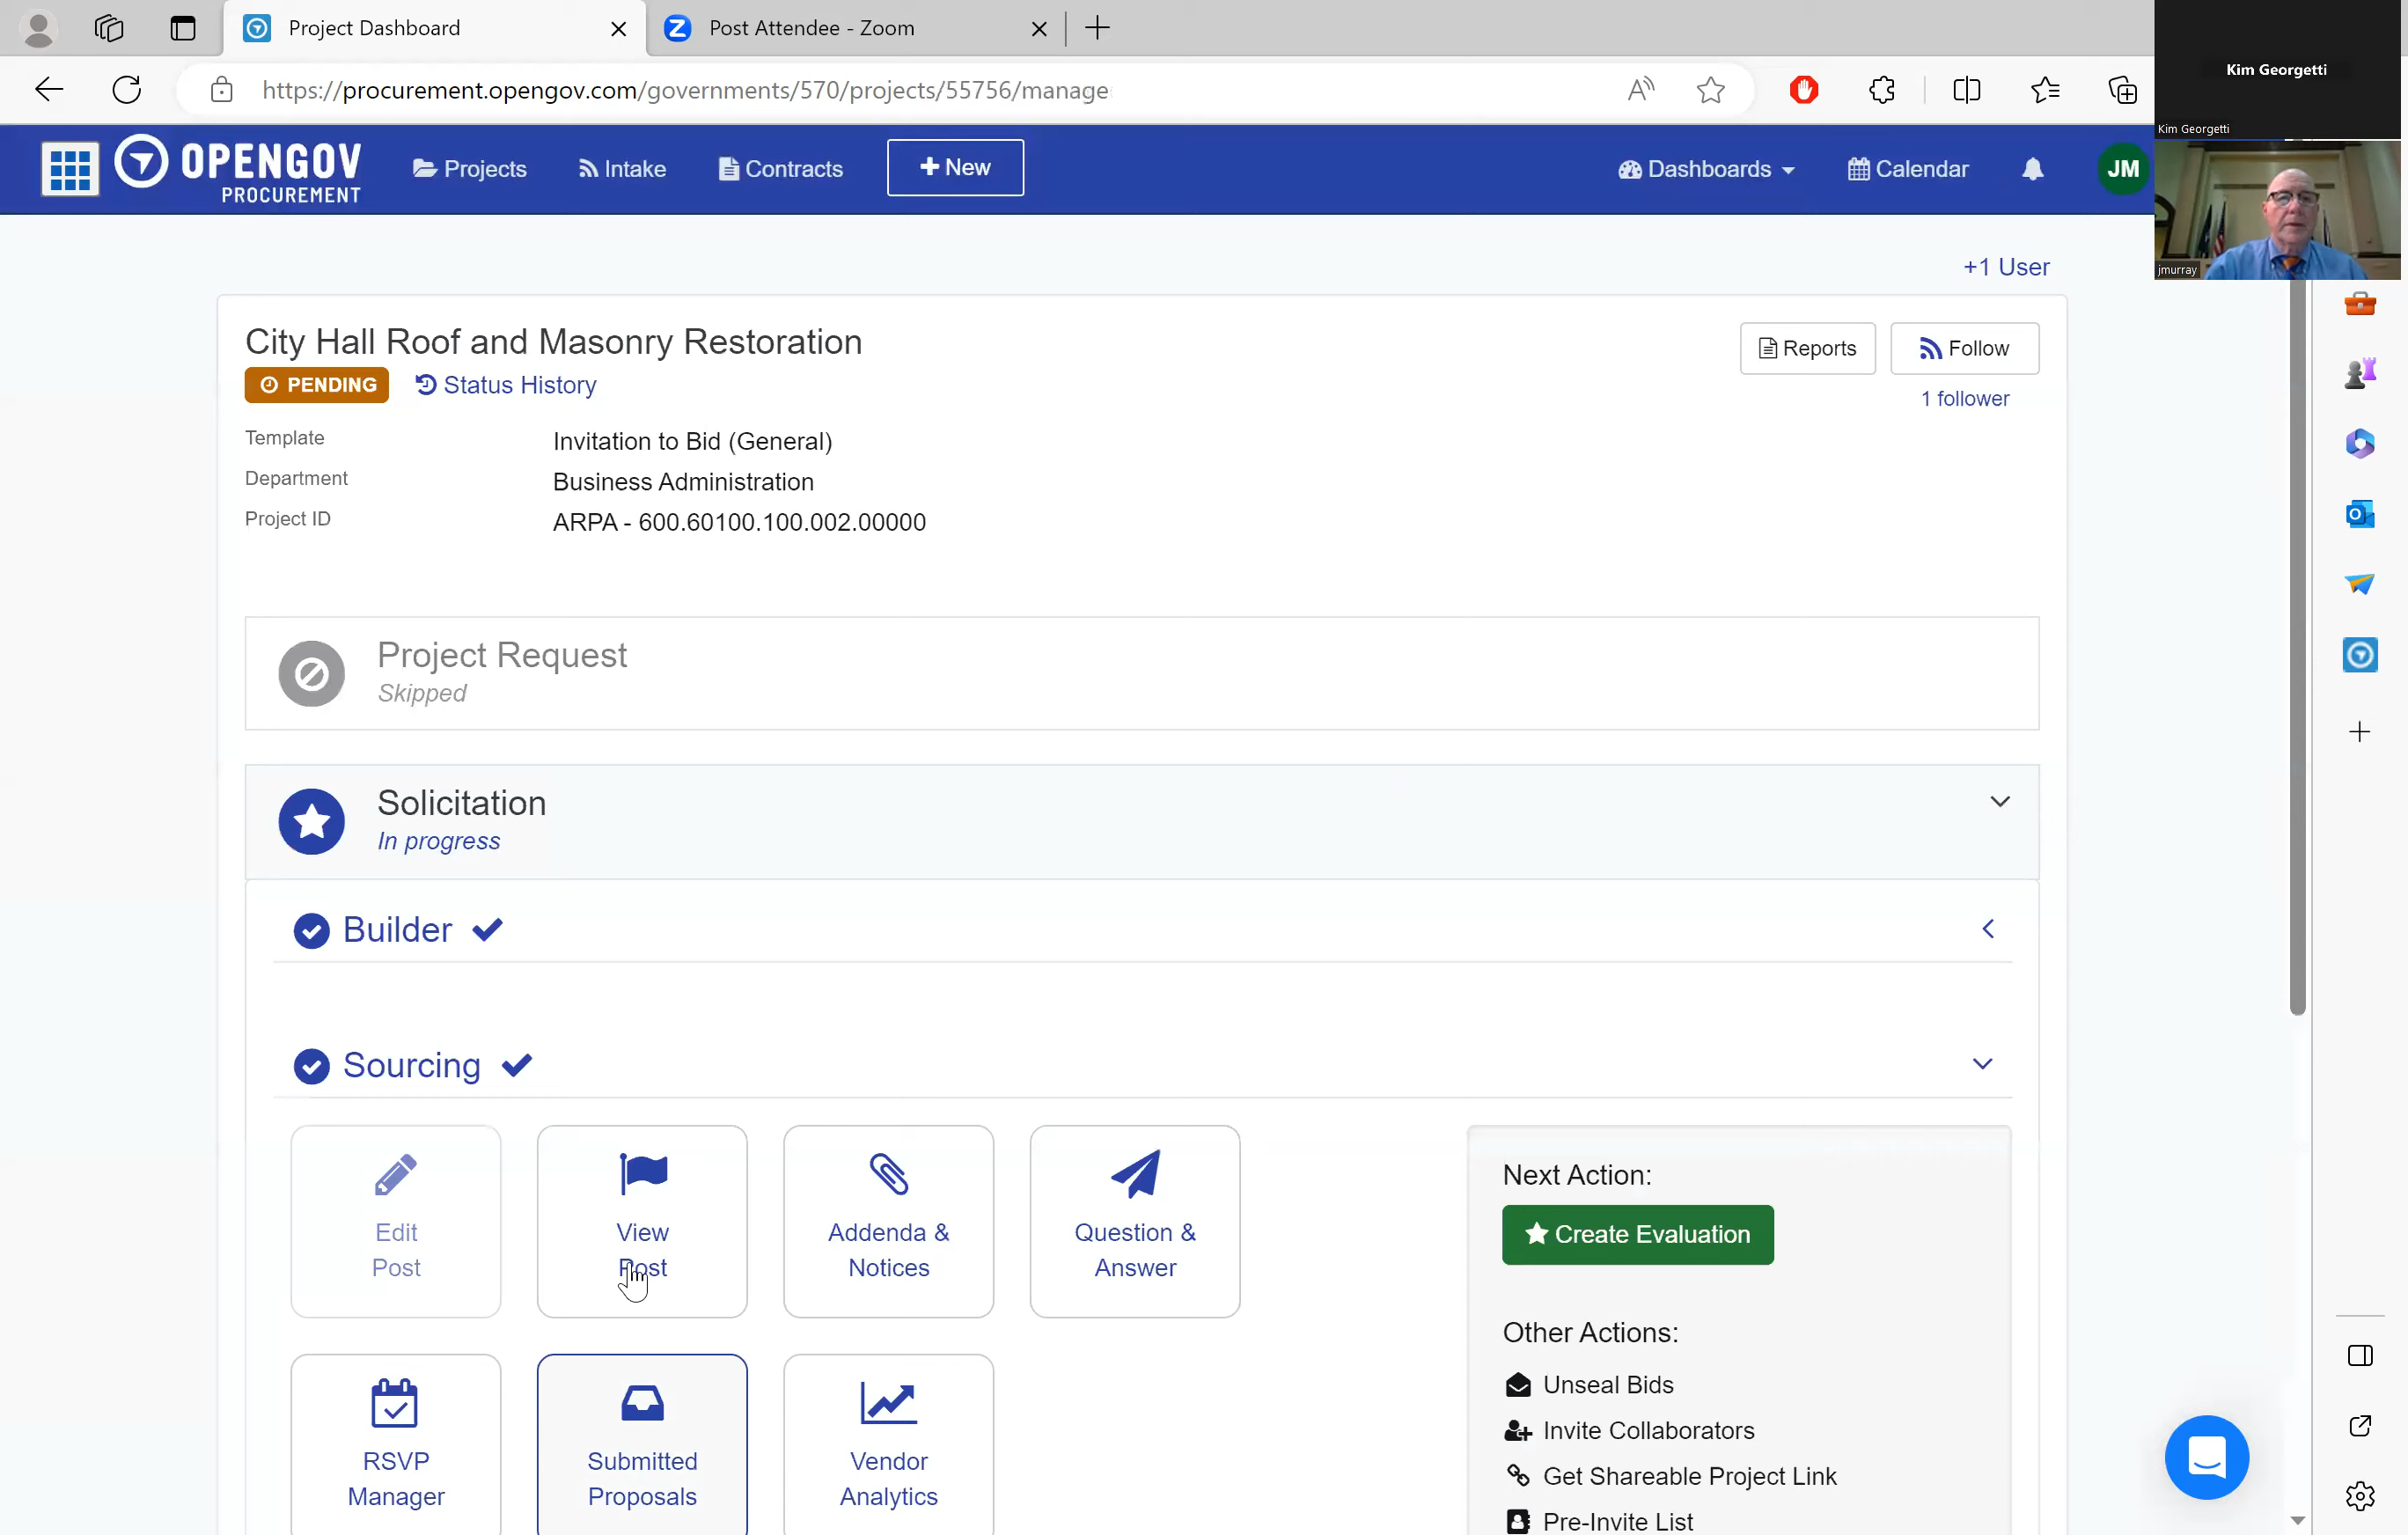 Project Dashboard
Post Attendee - Zoom
https://procurement.opengov.com/governments/570/projects/55756/manage
Kim Georgetti
Kim Georgetti
OPENGOV
PROCUREMENT
Projects
Intake
Contracts
+ New
Dashboards
Calendar
JM
jmurray
+1 User
City Hall Roof and Masonry Restoration
Reports
Follow
PENDING
Status History
1 follower
Template
Invitation to Bid (General)
Department
Business Administration
Project ID
ARPA - 600.60100.100.002.00000
Project Request
Skipped
Solicitation
In progress
Builder
Sourcing
Edit
Post
View
Post
Addenda &
Notices
Question &
Answer
Next Action:
Create Evaluation
Other Actions:
Unseal Bids
Invite Collaborators
Get Shareable Project Link
Pre-Invite List
RSVP
Manager
Submitted
Proposals
Vendor
Analytics